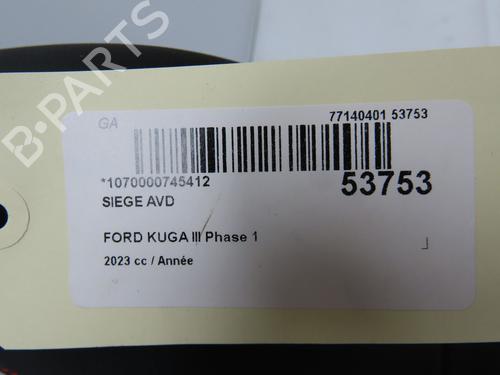 B-PARTS
GA
77140401 53753
*1070000745412
53753
SIEGE AVD
FORD KUGA III Phase 1
2023 cc / Année